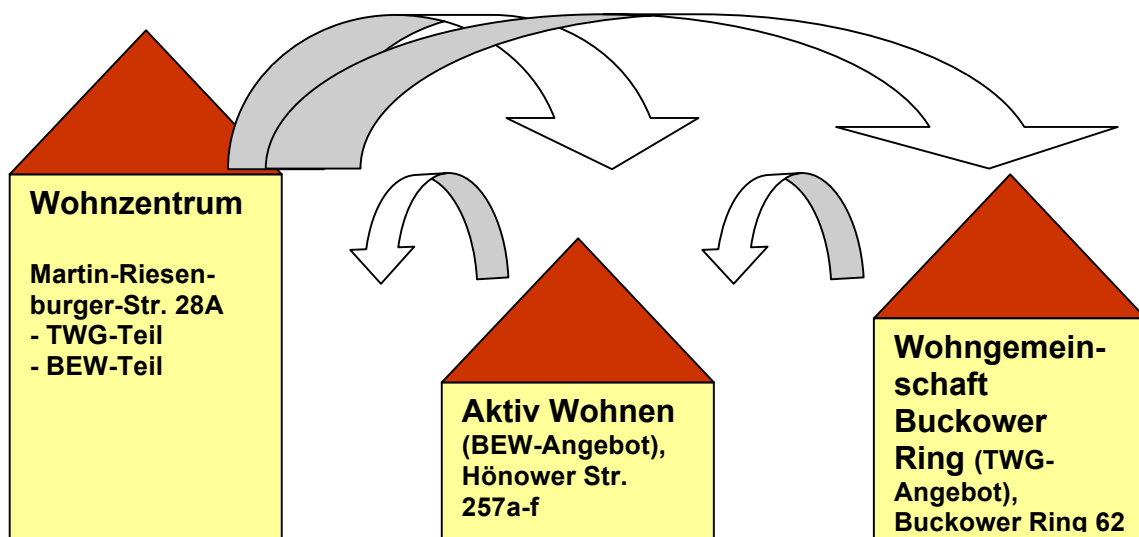 Wohnzentrum
Martin-Riesen-
burger-Str. 28A
- TWG-Teil
- BEW-Teil
Aktiv Wohnen
(BEW-Angebot),
Hönower Str.
257a-f
Wohngemein-
schaft
Buckower
Ring (TWG-
Angebot),
Buckower Ring 62